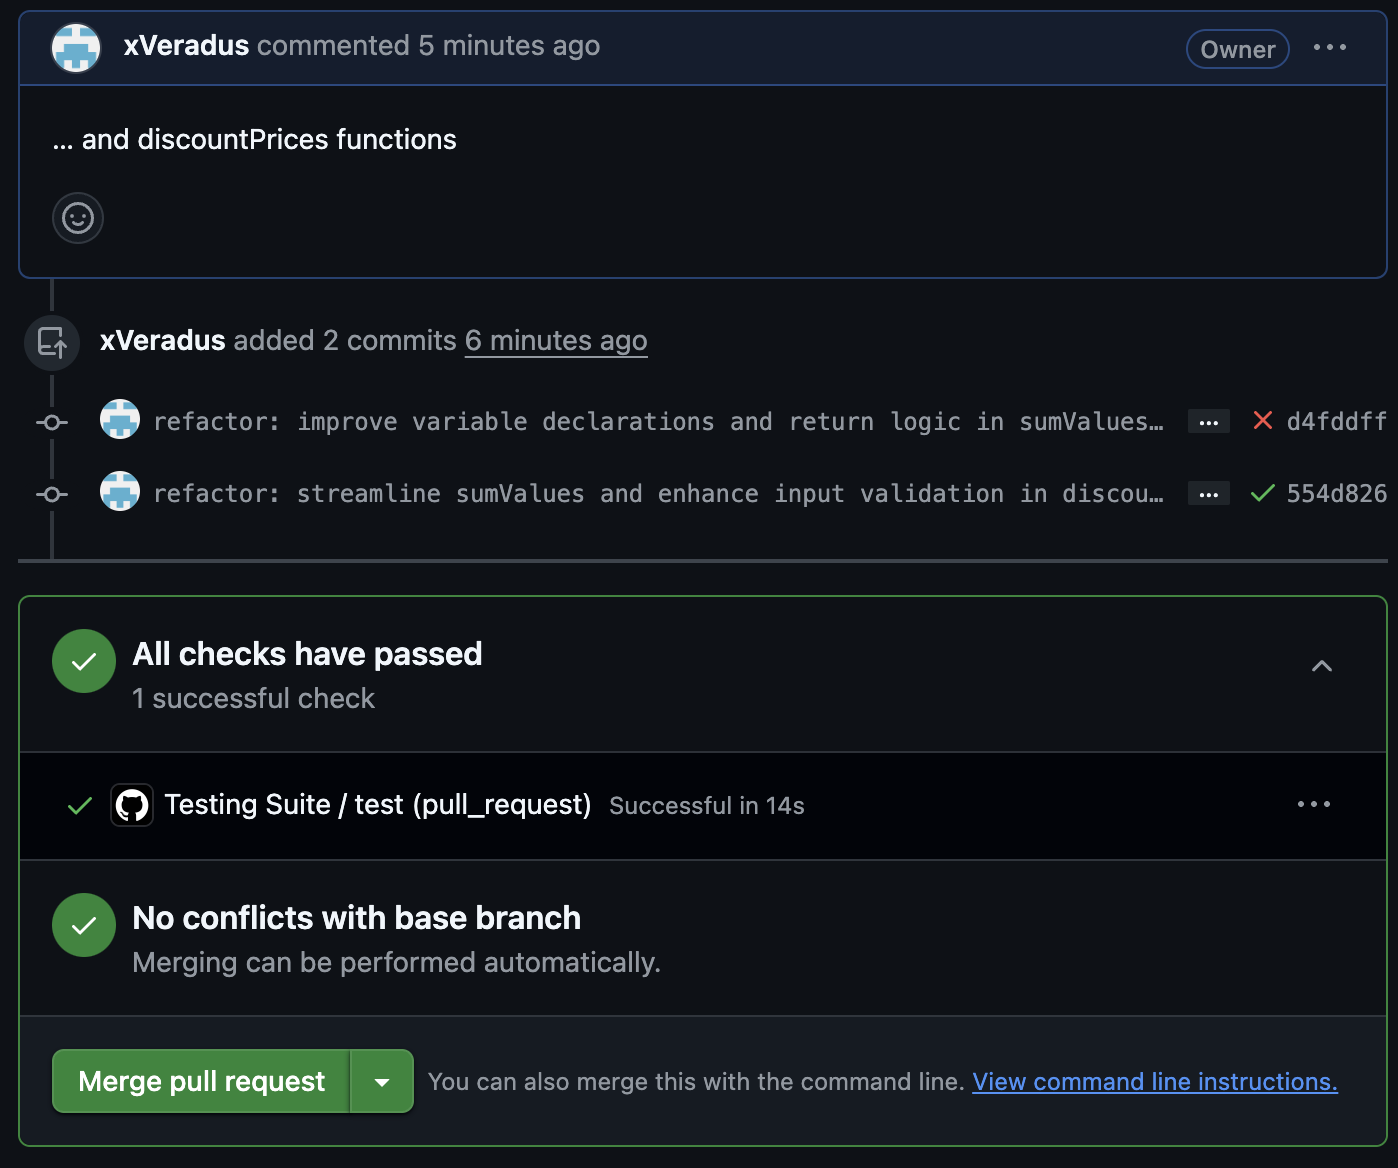 xVeradus commented 5 minutes ago Owner ...
... and discountPrices functions
xVeradus added 2 commits 6 minutes ago
refactor: improve variable declarations and return logic in sumValues… ... d4fddff
refactor: streamline sumValues and enhance input validation in discou… ... 554d826
All checks have passed
1 successful check
Testing Suite / test (pull_request) Successful in 14s ...
No conflicts with base branch
Merging can be performed automatically.
Merge pull request You can also merge this with the command line. View command line instructions.